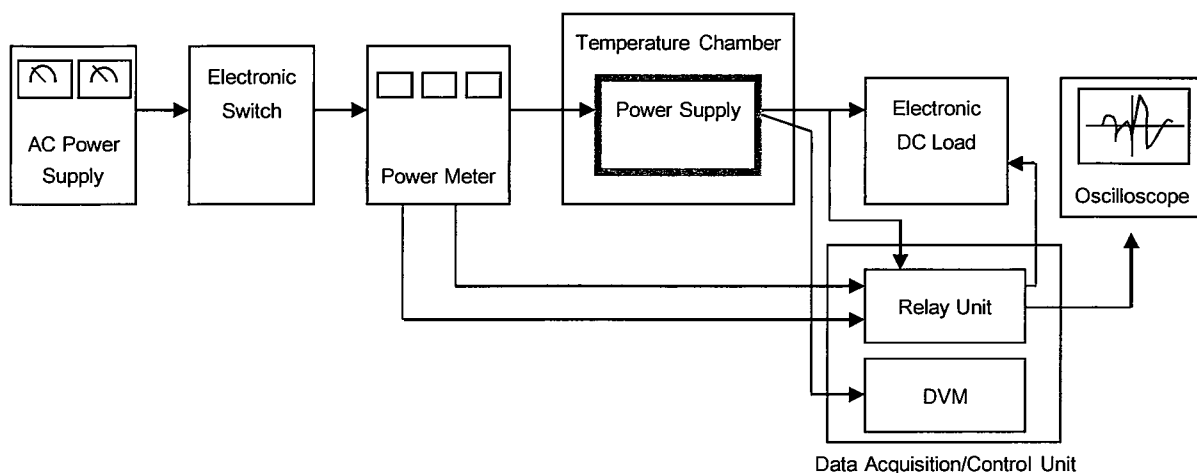 AC Power
Supply
Electronic
Switch
Power Meter
Temperature Chamber
Power Supply
Electronic
DC Load
Oscilloscope
Relay Unit
DVM
Data Acquisition/Control Unit